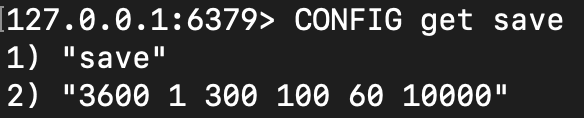 127.0.0.1:6379> CONFIG get save
1) "save"
2) "3600 1 300 100 60 10000"